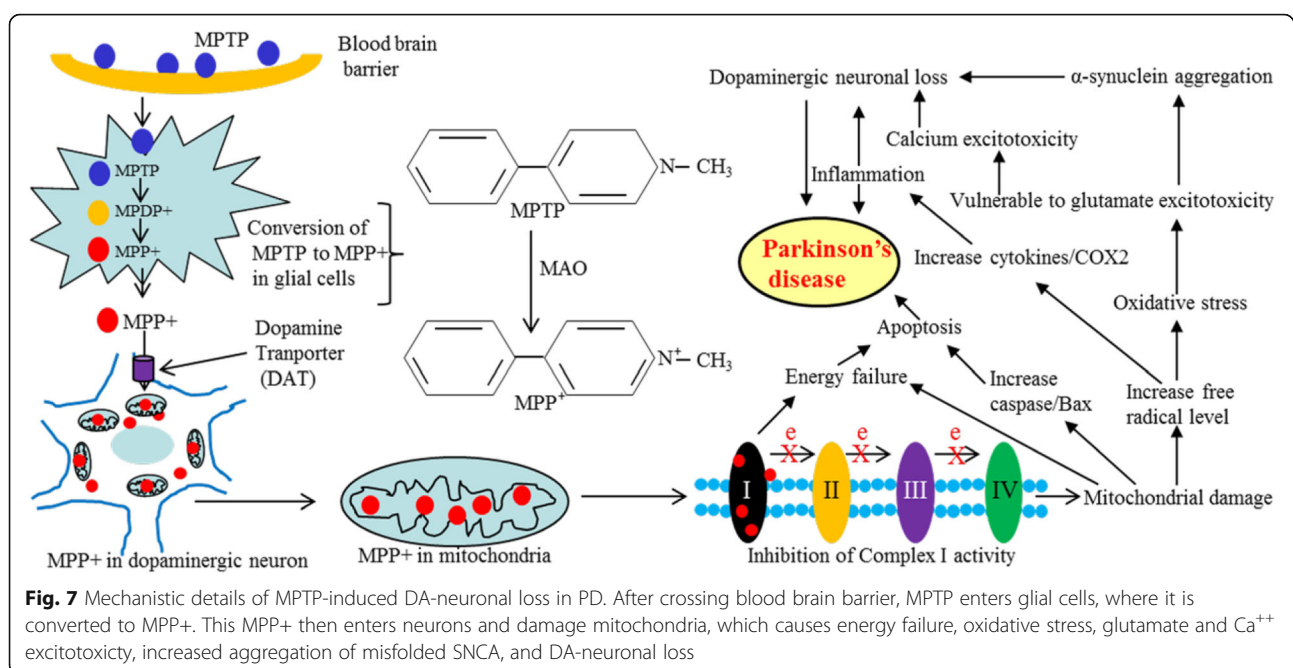 MPTP
Blood brain
barrier
MPTP
MPDP+
MPP+
Conversion of
MPTP to MPP+
in glial cells
MPP+
Dopamine
Tranporter
(DAT)
MPP+ in dopaminergic neuron
N
CH₃
MPTP
MAO
N⁺
CH₃
MPP⁺
MPP+ in mitochondria
Dopaminergic neuronal loss
α-synuclein aggregation
Calcium excitotoxicity
Inflammation
Vulnerable to glutamate excitotoxicity
Parkinson's
disease
Increase cytokines/COX2
Oxidative stress
Apoptosis
Energy failure
Increase
caspase/Bax
Increase free
radical level
e
e
e
X
X
X
I
II
III
IV
Mitochondrial damage
Inhibition of Complex I activity
Fig. 7 Mechanistic details of MPTP-induced DA-neuronal loss in PD. After crossing blood brain barrier, MPTP enters glial cells, where it is
converted to MPP+. This MPP+ then enters neurons and damage mitochondria, which causes energy failure, oxidative stress, glutamate and Ca⁺⁺
excitotoxicity, increased aggregation of misfolded SNCA, and DA-neuronal loss